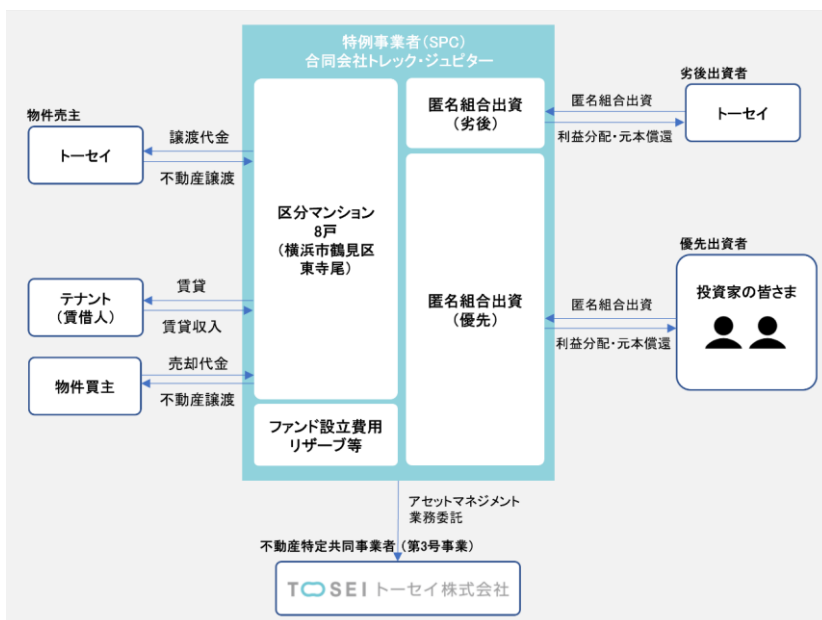 特例事業者(SPC)
合同会社トレック・ジュピター
物件売主
トーセイ
譲渡代金
不動産譲渡
テナント
(賃借人)
賃貸
賃貸収入
物件買主
売却代金
不動産譲渡
区分マンション
8戸
(横浜市鶴見区
東寺尾)
ファンド設立費用
リザーブ等
匿名組合出資
(劣後)
匿名組合出資
(優先)
劣後出資者
トーセイ
匿名組合出資
利益分配・元本償還
優先出資者
投資家の皆さま
匿名組合出資
利益分配・元本償還
アセットマネジメント
業務委託
不動産特定共同事業者 (第3号事業)
TOSEI トーセイ株式会社